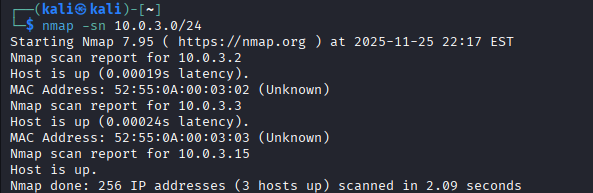 ┌──(kali㉿kali)-[~]
└─$ nmap -sn 10.0.3.0/24
Starting Nmap 7.95 ( https://nmap.org ) at 2025-11-25 22:17 EST
Nmap scan report for 10.0.3.2
Host is up (0.00019s latency).
MAC Address: 52:55:0A:00:03:02 (Unknown)
Nmap scan report for 10.0.3.3
Host is up (0.00024s latency).
MAC Address: 52:55:0A:00:03:03 (Unknown)
Nmap scan report for 10.0.3.15
Host is up.
Nmap done: 256 IP addresses (3 hosts up) scanned in 2.09 seconds